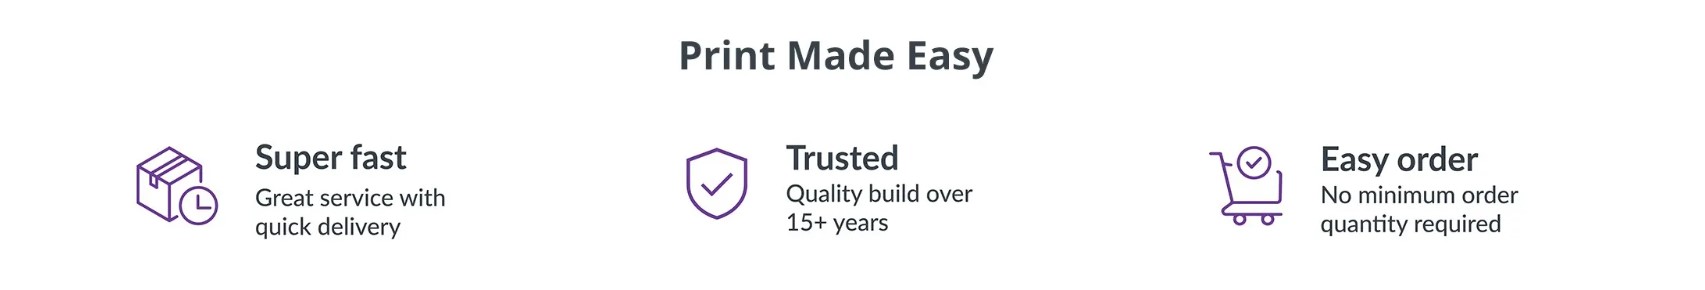 Print Made Easy
Super fast
Great service with
quick delivery
Trusted
Quality build over
15+ years
Easy order
No minimum order
quantity required